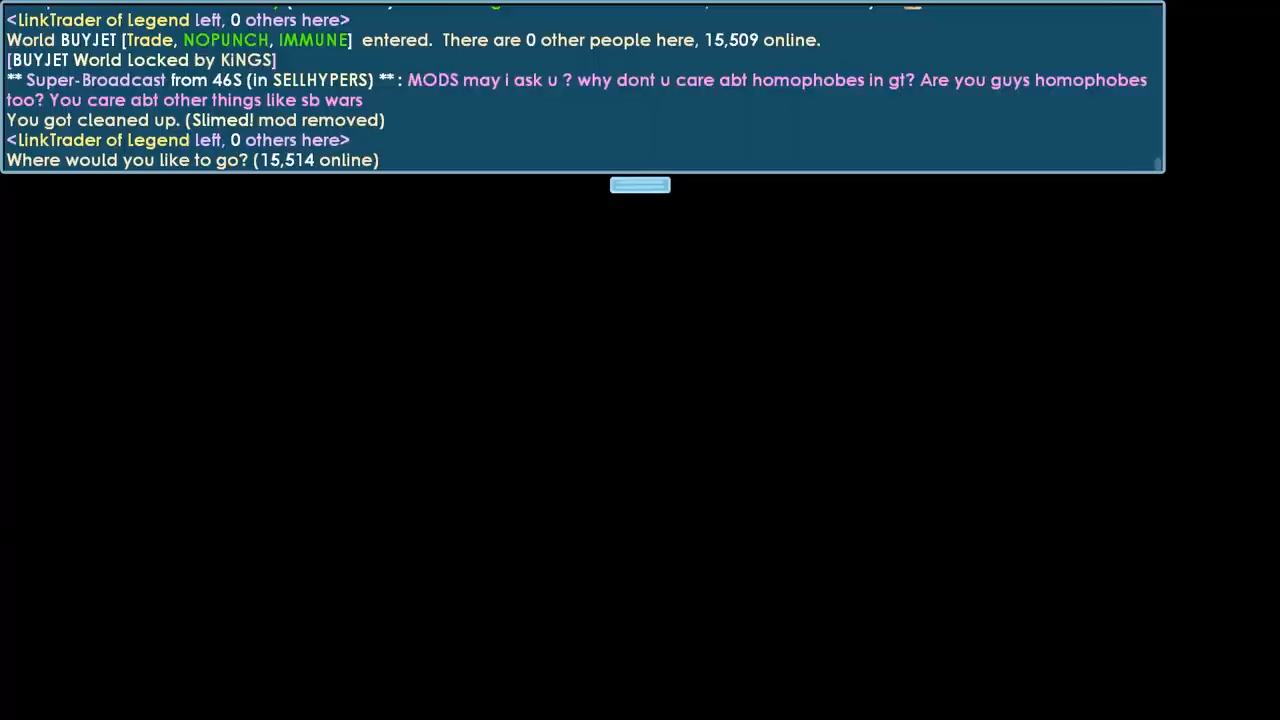 <LinkTrader of Legend left, 0 others here>
World BUYJET [Trade, NOPUNCH, IMMUNE]  entered.  There are 0 other people here, 15,509 online.
[BUYJET World Locked by KiNGS]
** Super-Broadcast from 46S (in SELLHYPERS) ** : MODS may i ask u ? why dont u care abt homophobes in gt? Are you guys homophobes
too? You care abt other things like sb wars
You got cleaned up. (Slimed! mod removed)
<LinkTrader of Legend left, 0 others here>
Where would you like to go? (15,514 online)